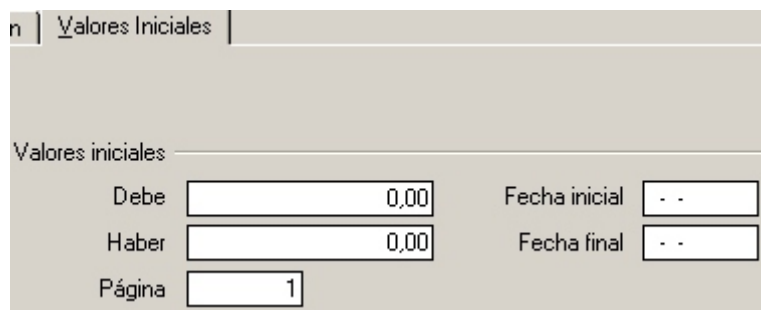 n Valores Iniciales
Valores iniciales
Debe 0,00 Fecha inicial - -
Haber 0,00 Fecha final - -
Página 1